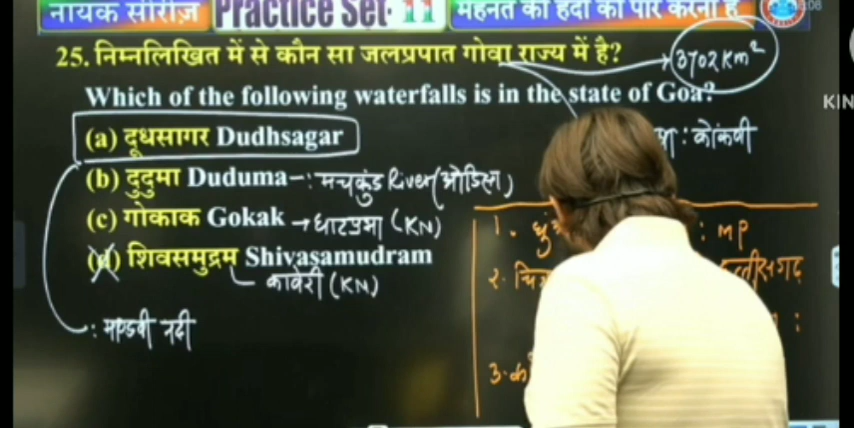 नायक सीरीज़ Practice Set- 11 मेहनत की हदों को पार करना है
25. निम्नलिखित में से कौन सा जलप्रपात गोवा राज्य में है? → 3702 Km²
Which of the following waterfalls is in the state of Goa?
(a) दूधसागर Dudhsagar
: कोंकणी
(b) दुदुमा Duduma -: मचकुंड River (ओडिशा)
(c) गोकाक Gokak → घाटप्रभा (KN)
(d) शिवसमुद्रम Shivasamudram
कावेरी (KN)
: माण्डवी नदी
1. : MP
2.
3.
KIN